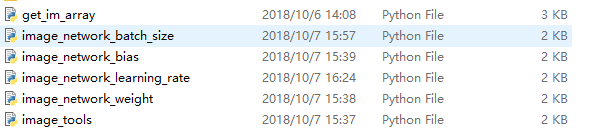 get_im_array 2018/10/6 14:08 Python File 3 KB
image_network_batch_size 2018/10/7 15:57 Python File 2 KB
image_network_bias 2018/10/7 15:39 Python File 2 KB
image_network_learning_rate 2018/10/7 16:24 Python File 2 KB
image_network_weight 2018/10/7 15:38 Python File 2 KB
image_tools 2018/10/7 15:37 Python File 2 KB